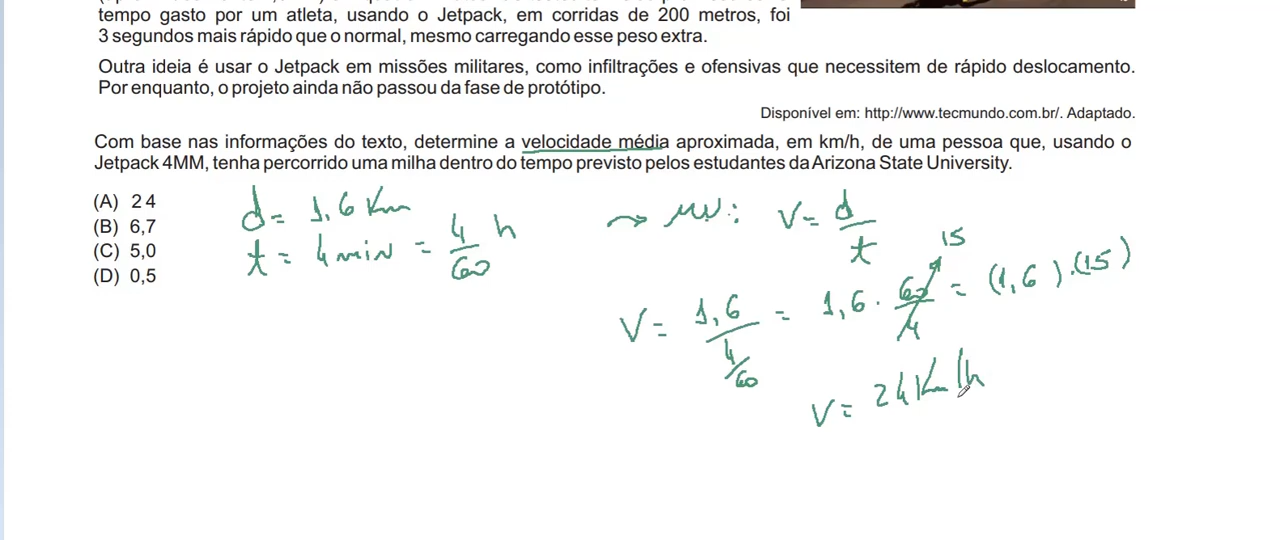 tempo gasto por um atleta, usando o Jetpack, em corridas de 200 metros, foi
3 segundos mais rápido que o normal, mesmo carregando esse peso extra.
Outra ideia é usar o Jetpack em missões militares, como infiltrações e ofensivas que necessitem de rápido deslocamento.
Por enquanto, o projeto ainda não passou da fase de protótipo.
Disponível em: http://www.tecmundo.com.br/. Adaptado.
Com base nas informações do texto, determine a velocidade média aproximada, em km/h, de uma pessoa que, usando o
Jetpack 4MM, tenha percorrido uma milha dentro do tempo previsto pelos estudantes da Arizona State University.
(A) 24
(B) 6,7
(C) 5,0
(D) 0,5
d = 1,6 Km
t = 4 min = 4/60 h
→ MU: V = d/t
V = 1,6/(4/60) = 1,6 · 60/4 = (1,6) · (15)
15
V = 24 Km/h